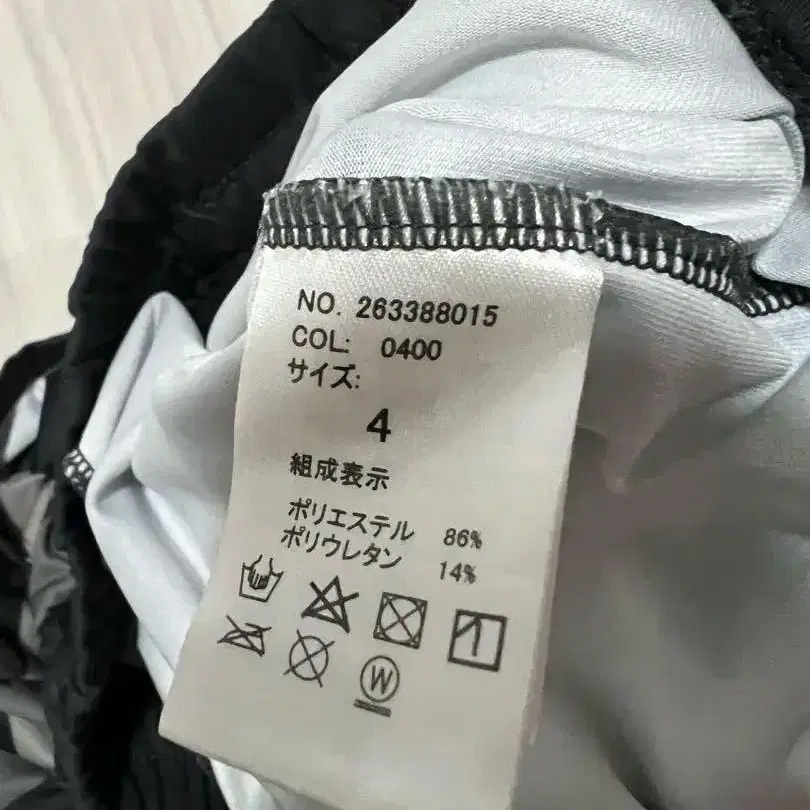 NO. 263388015
COL: 0400
サイズ:
4
組成表示
ポリエステル 86%
ポリウレタン 14%
W